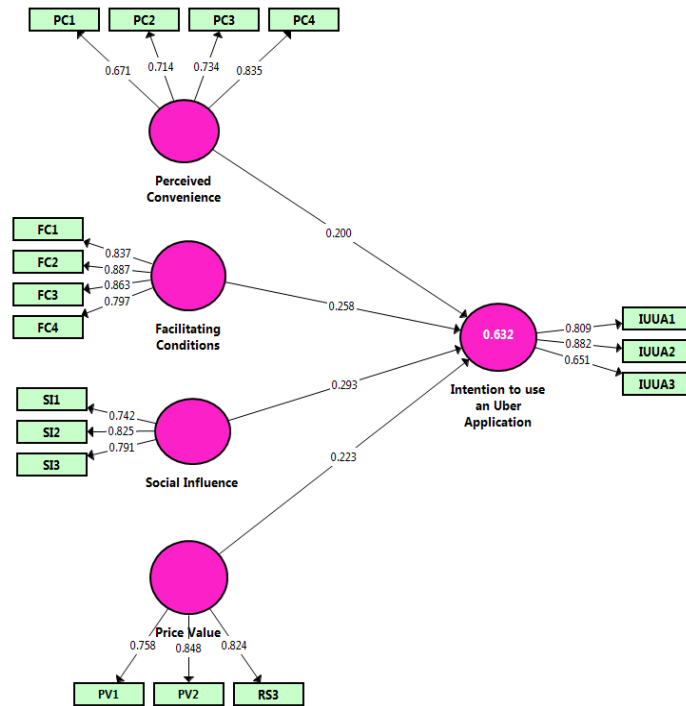 PC1
PC2
PC3
PC4
0.671
0.714
0.734
0.835
Perceived
Convenience
0.200
FC1
FC2
FC3
FC4
0.837
0.887
0.863
0.797
Facilitating
Conditions
0.258
0.632
0.809
0.882
0.651
IUUA1
IUUA2
IUUA3
Intention to use
an Uber
Application
SI1
SI2
SI3
0.742
0.825
0.791
Social Influence
0.293
0.223
Price Value
0.758
0.848
0.824
PV1
PV2
RS3